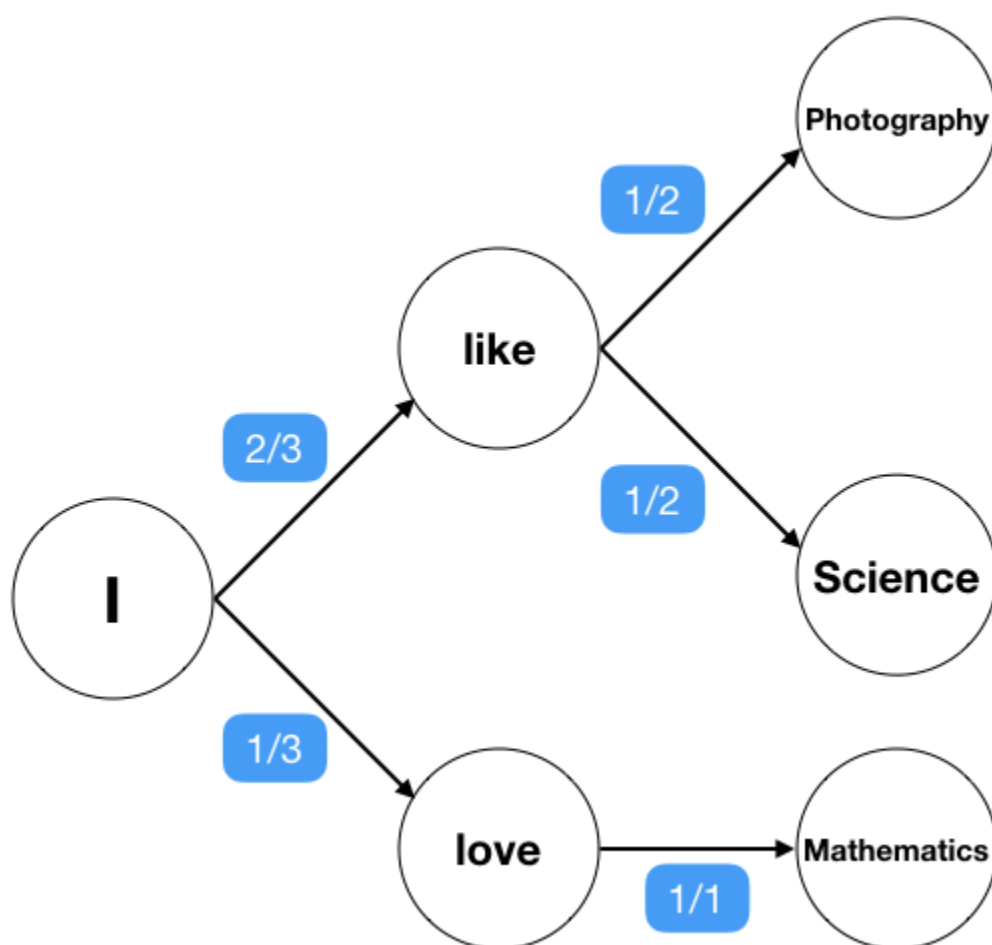 Photography
1/2
like
2/3
1/2
Science
I
1/3
love
Mathematics
1/1